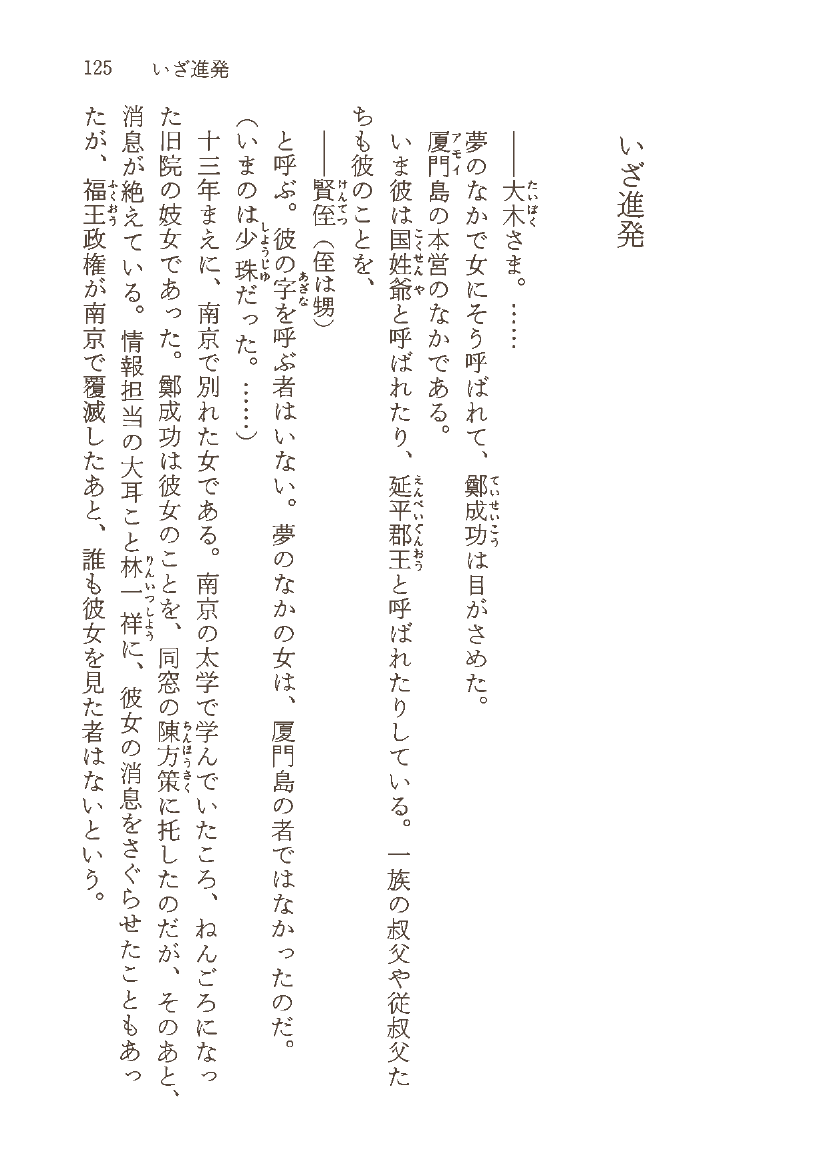 125 いざ進発
いざ進発
――大木さま。……
夢のなかで女にそう呼ばれて、鄭成功は目がさめた。
厦門島の本営のなかである。
いま彼は国姓爺と呼ばれたり、延平郡王と呼ばれたりしている。一族の叔父や従叔父た
ちも彼のことを、
――賢侄（侄は甥）
と呼ぶ。彼の字を呼ぶ者はいない。夢のなかの女は、厦門島の者ではなかったのだ。
（いまのは少珠だった。……）
十三年まえに、南京で別れた女である。南京の太学で学んでいたころ、ねんごろになっ
た旧院の妓女であった。鄭成功は彼女のことを、同窓の陳方策に托したのだが、そのあと、
消息が絶えている。情報担当の大耳こと林一祥に、彼女の消息をさぐらせたこともあっ
たが、福王政権が南京で覆滅したあと、誰も彼女を見た者はないという。